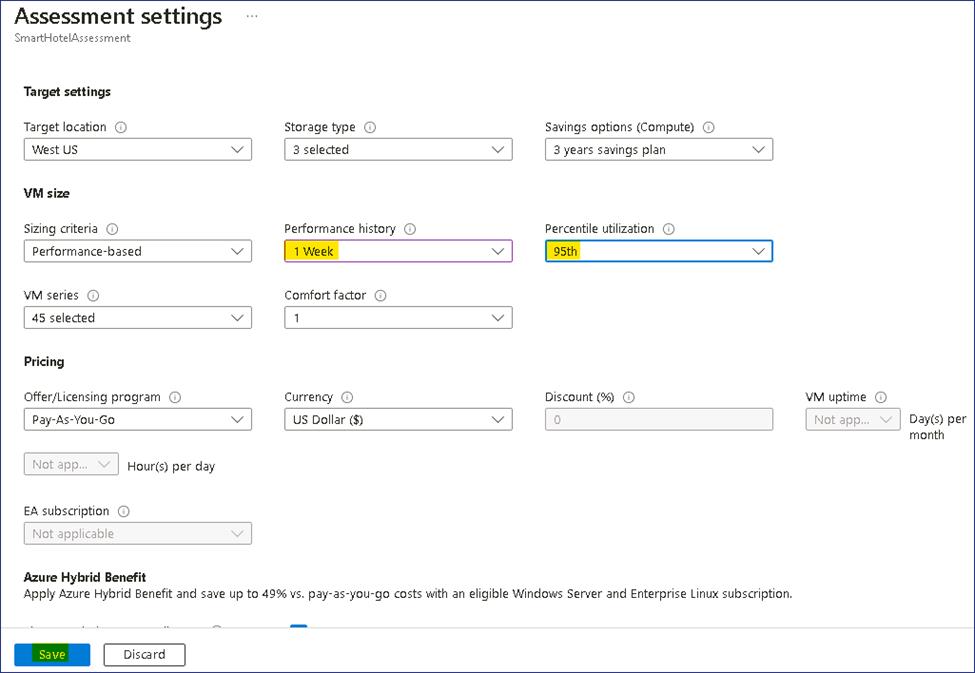 Assessment settings ...
SmartHotelAssessment
Target settings
Target location Storage type Savings options (Compute)
West US 3 selected 3 years savings plan
VM size
Sizing criteria Performance history Percentile utilization
Performance-based 1 Week 95th
VM series Comfort factor
45 selected 1
Pricing
Offer/Licensing program Currency Discount (%) VM uptime
Pay-As-You-Go US Dollar ($) 0 Not app... Day(s) per
month
Not app... Hour(s) per day
EA subscription
Not applicable
Azure Hybrid Benefit
Apply Azure Hybrid Benefit and save up to 49% vs. pay-as-you-go costs with an eligible Windows Server and Enterprise Linux subscription.
Save Discard